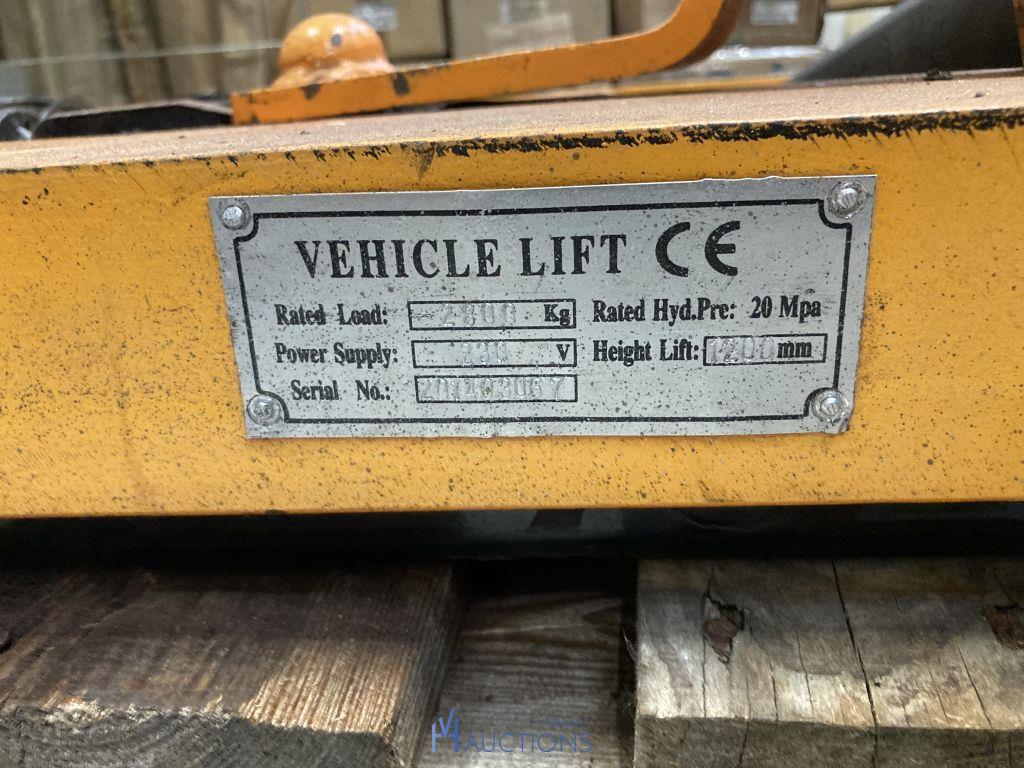 VEHICLE LIFT CE
Rated Load: 2800 Kg Rated Hyd.Pre: 20 Mpa
Power Supply: V Height Lift: 1200 mm
Serial No.:
AUCTIONS